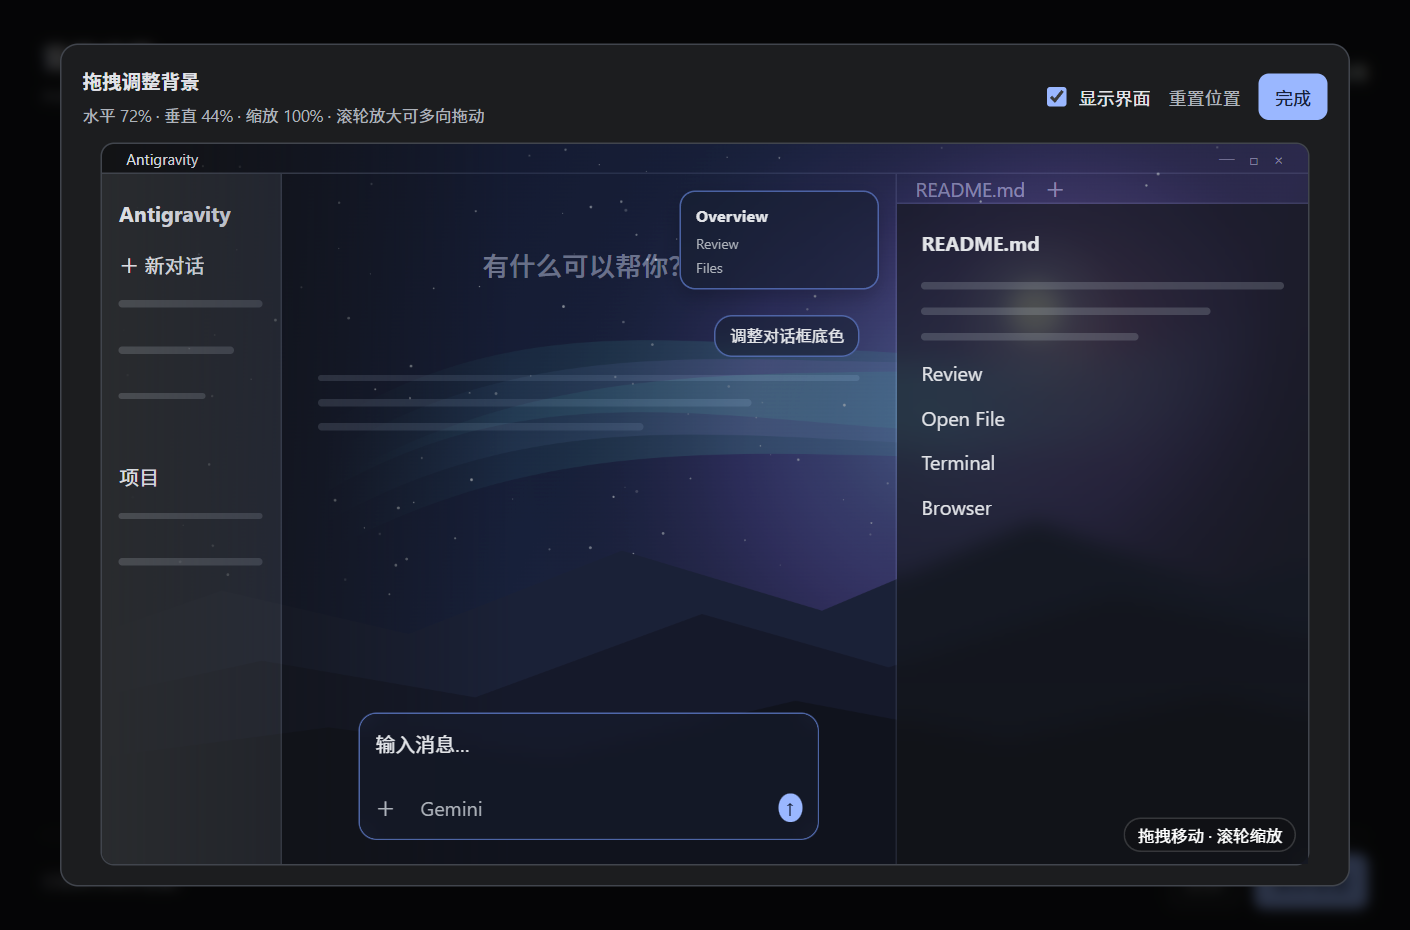 拖拽调整背景
水平 72% · 垂直 44% · 缩放 100% · 滚轮放大可多向拖动
显示界面 重置位置 完成
Antigravity
Antigravity
+ 新对话
项目
有什么可以帮你?
Overview
Review
Files
调整对话框底色
输入消息...
+ Gemini
↑
README.md +
README.md
Review
Open File
Terminal
Browser
拖拽移动 · 滚轮缩放